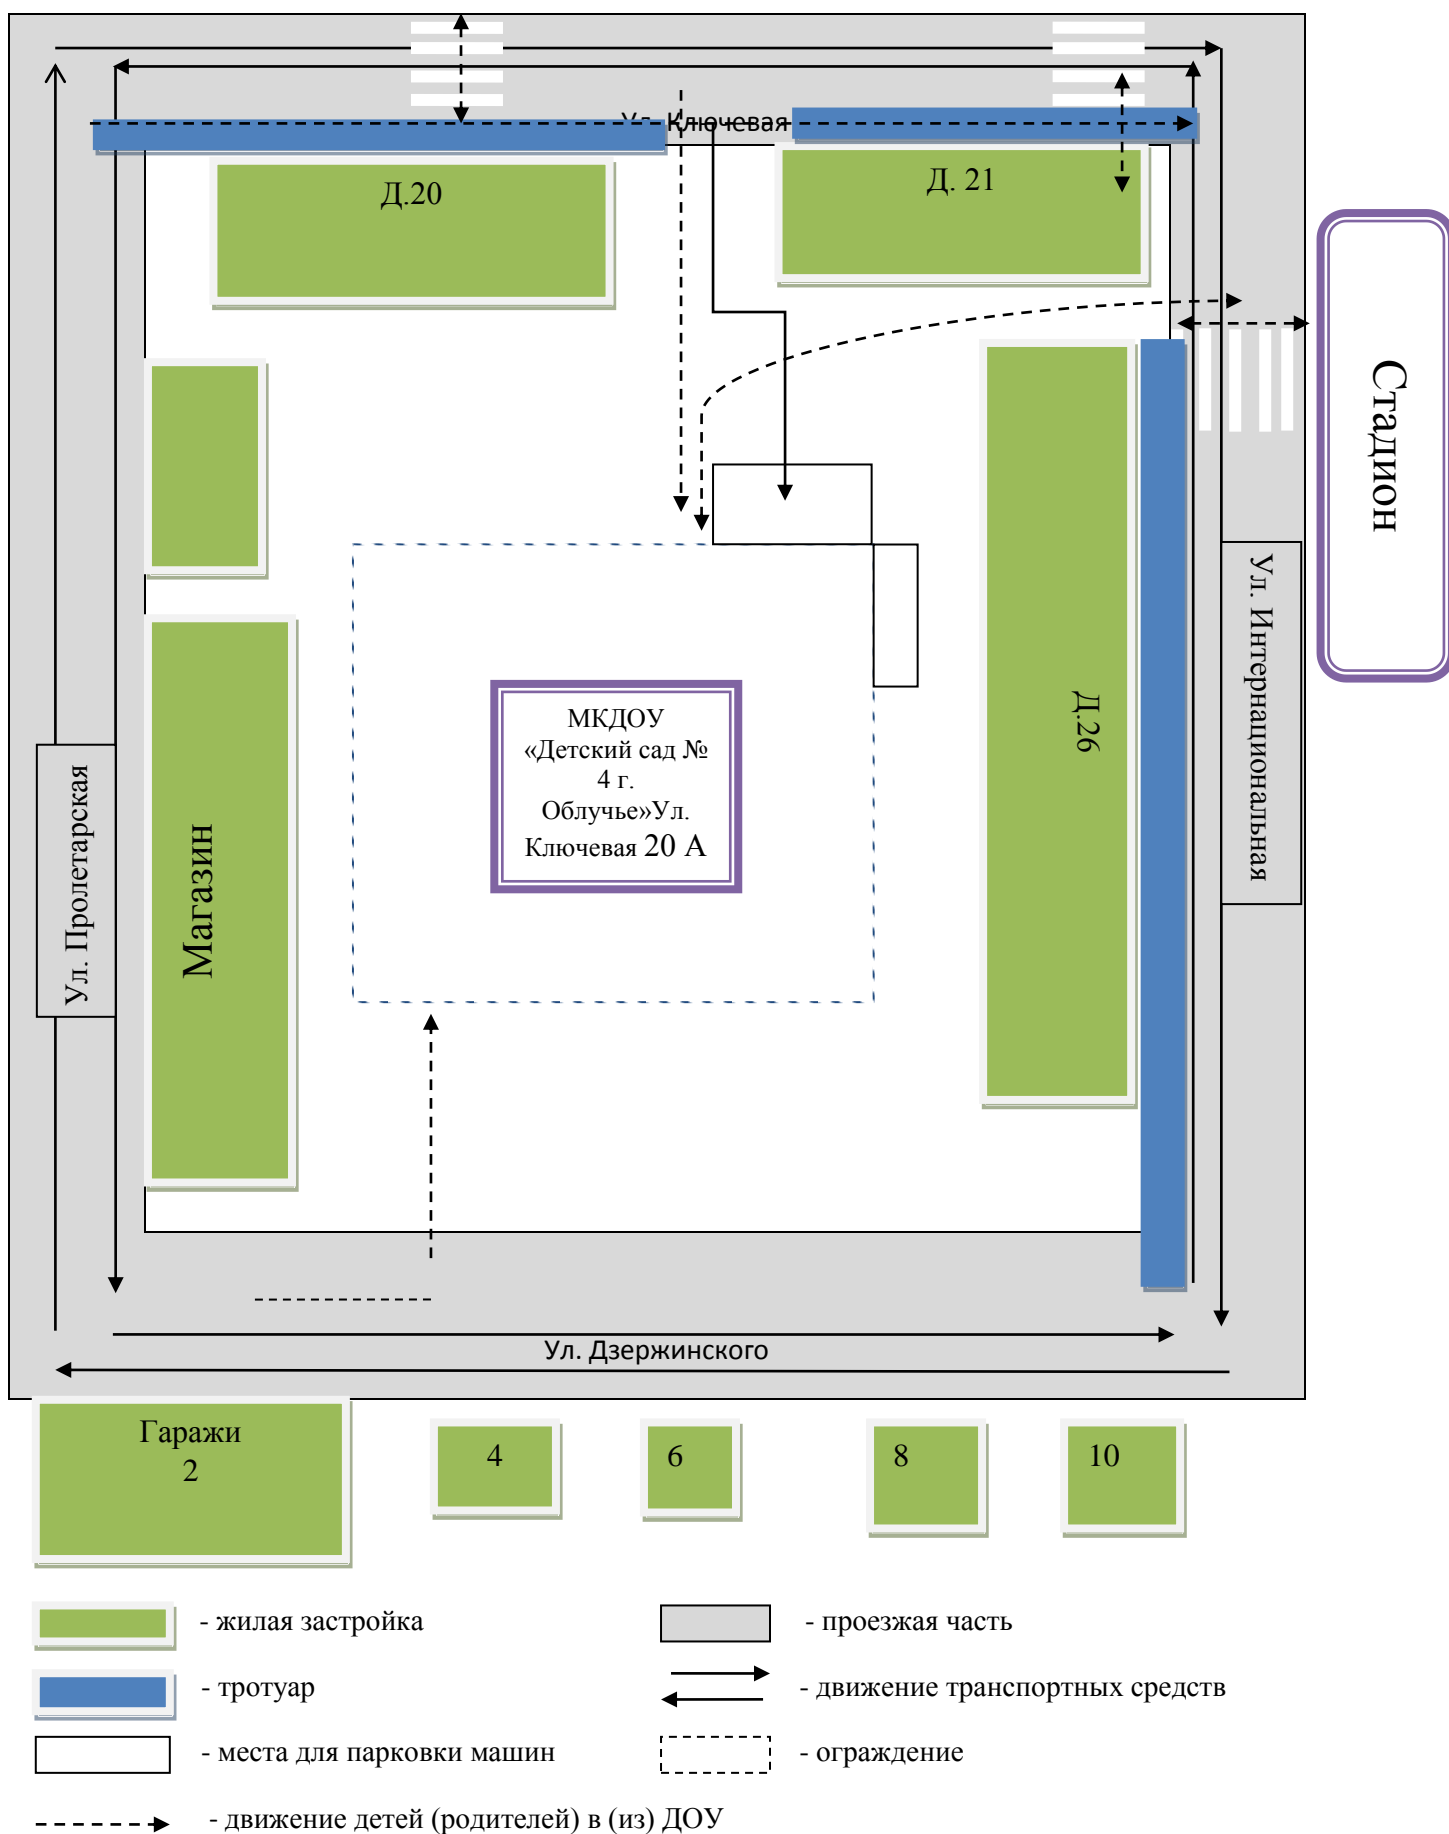 Ул. Ключевая
Д.20
Д. 21
Стадион
Ул. Интернациональная
Д.26
МКДОУ
«Детский сад №
4 г.
Облучье»Ул.
Ключевая 20 А
Ул. Пролетарская
Магазин
Ул. Дзержинского
Гаражи
2
4
6
8
10
- жилая застройка
- проезжая часть
- тротуар
- движение транспортных средств
- места для парковки машин
- ограждение
- движение детей (родителей) в (из) ДОУ